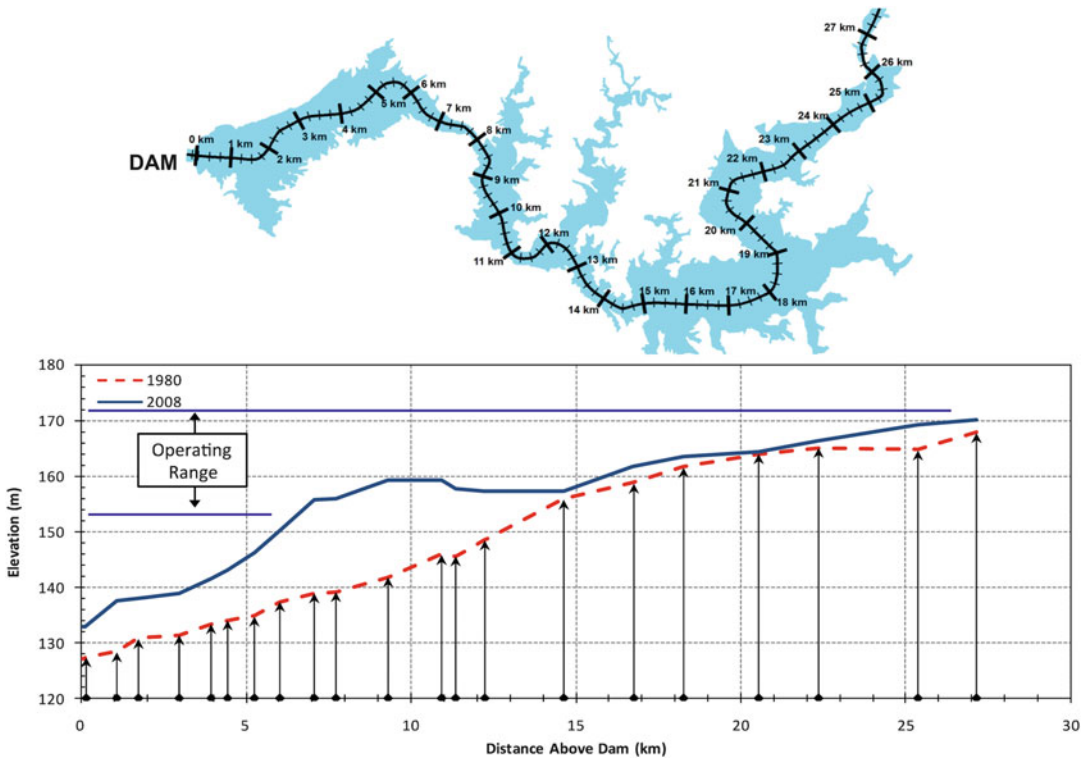 0 km
1 km
2 km
3 km
4 km
5 km
6 km
7 km
8 km
9 km
10 km
11 km
12 km
13 km
14 km
15 km
16 km
17 km
18 km
19 km
20 km
21 km
22 km
23 km
24 km
25 km
26 km
27 km
DAM
180
170
160
150
140
130
120
Elevation (m)
1980
2008
Operating
Range
0
5
10
15
20
25
30
Distance Above Dam (km)